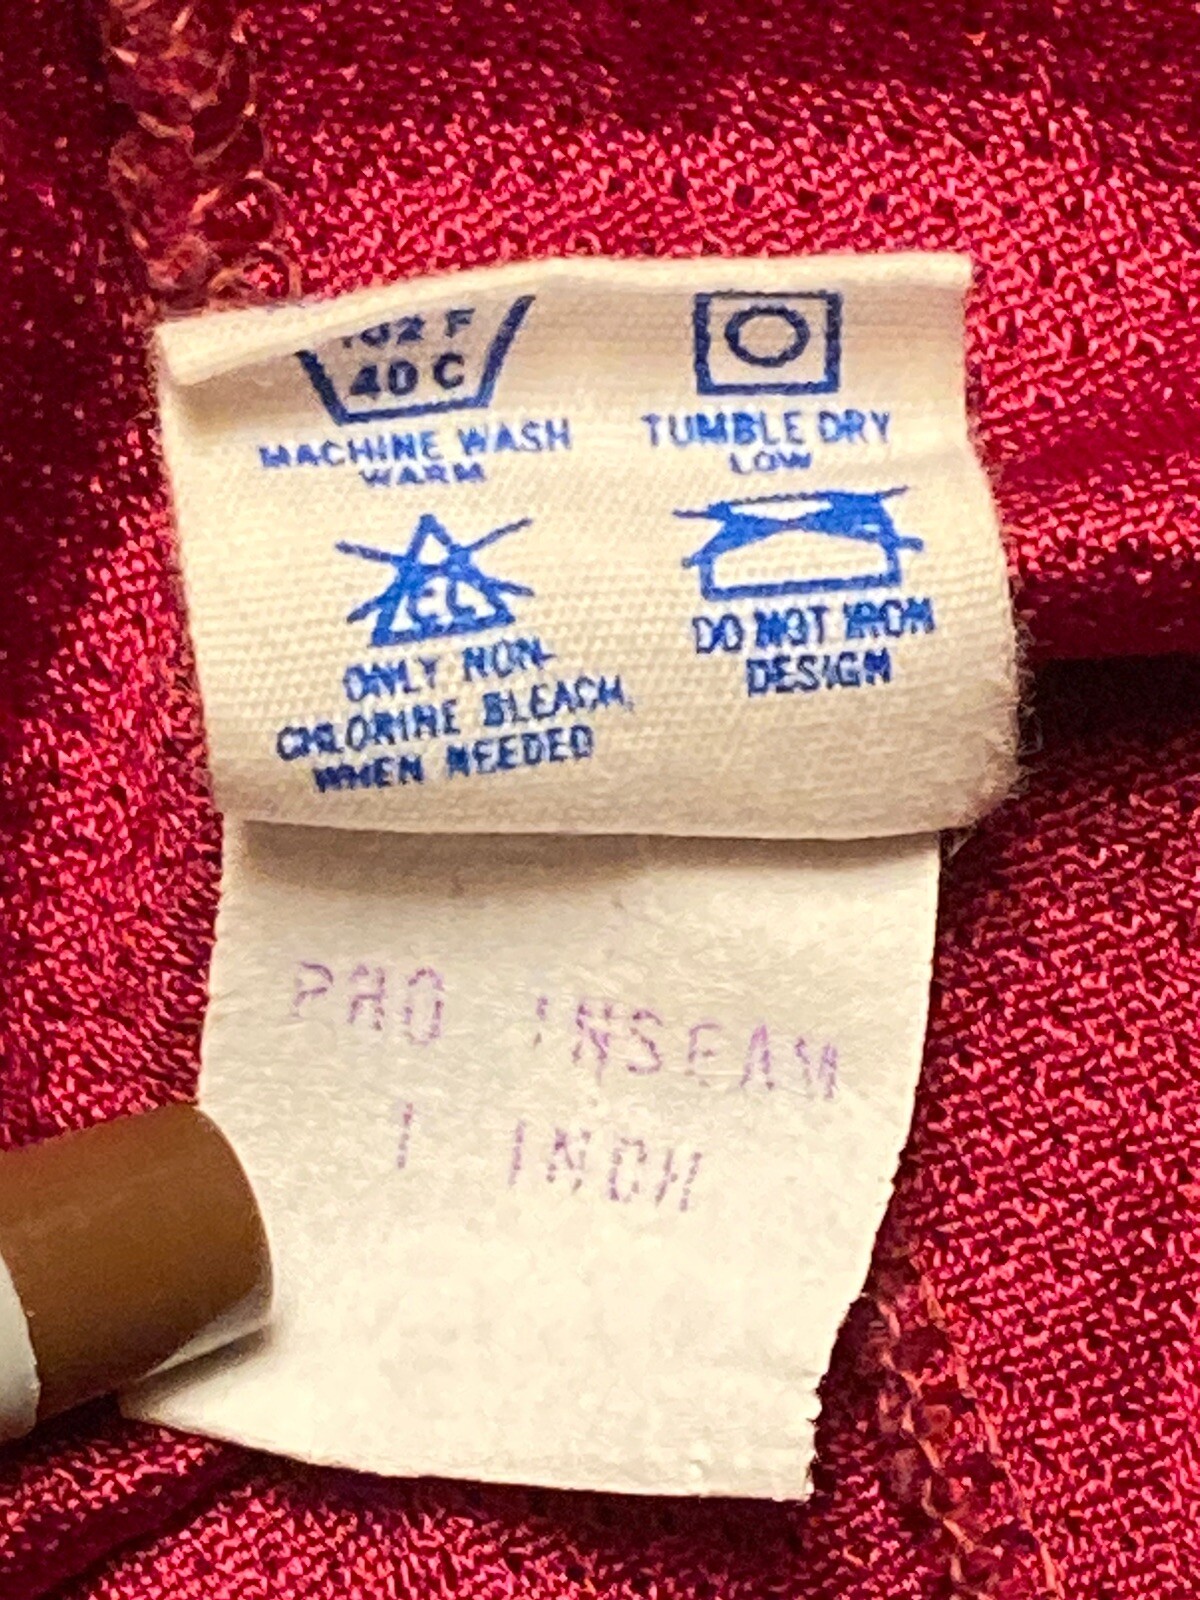 102 F
40 C
MACHINE WASH
WARM
TUMBLE DRY
LOW
CL
ONLY NON-
CHLORINE BLEACH,
WHEN NEEDED
DO NOT IRON
DESIGN
PRO INSEAM
1 INCH